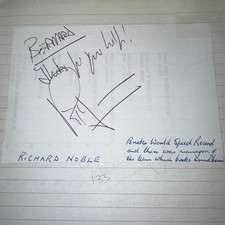 BERNARD
Thanks for your help!
RICHARD NOBLE
Broke World Speed Record
and then was manager of
the team which broke sound
133